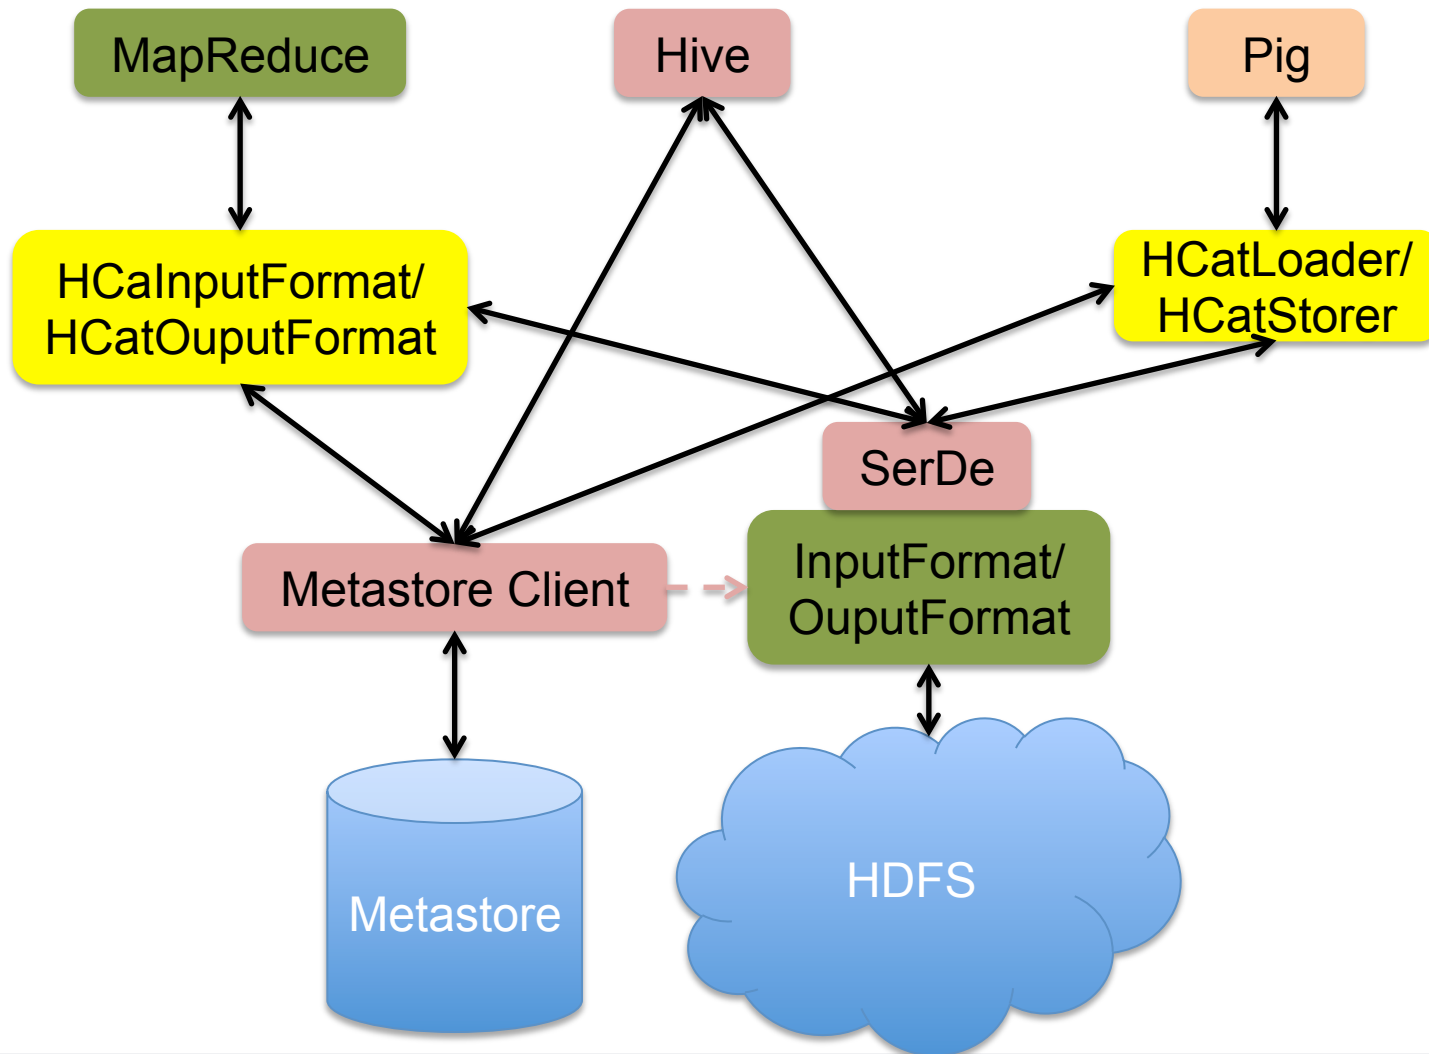 MapReduce
Hive
Pig
HCaInputFormat/
HCatOuputFormat
HCatLoader/
HCatStorer
SerDe
InputFormat/
OuputFormat
Metastore Client
Metastore
HDFS